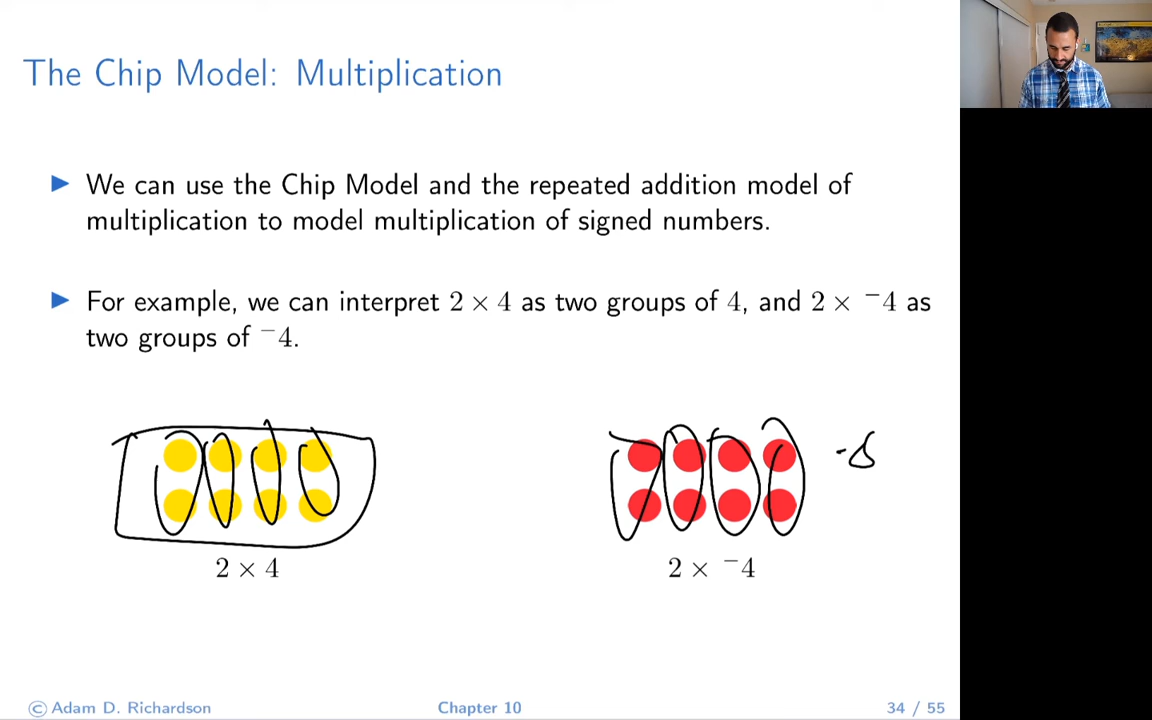 The Chip Model: Multiplication
▶ We can use the Chip Model and the repeated addition model of
multiplication to model multiplication of signed numbers.
▶ For example, we can interpret 2 × 4 as two groups of 4, and 2 × ⁻4 as
two groups of ⁻4.
-8
2 × 4
2 × ⁻4
© Adam D. Richardson
Chapter 10
34 / 55